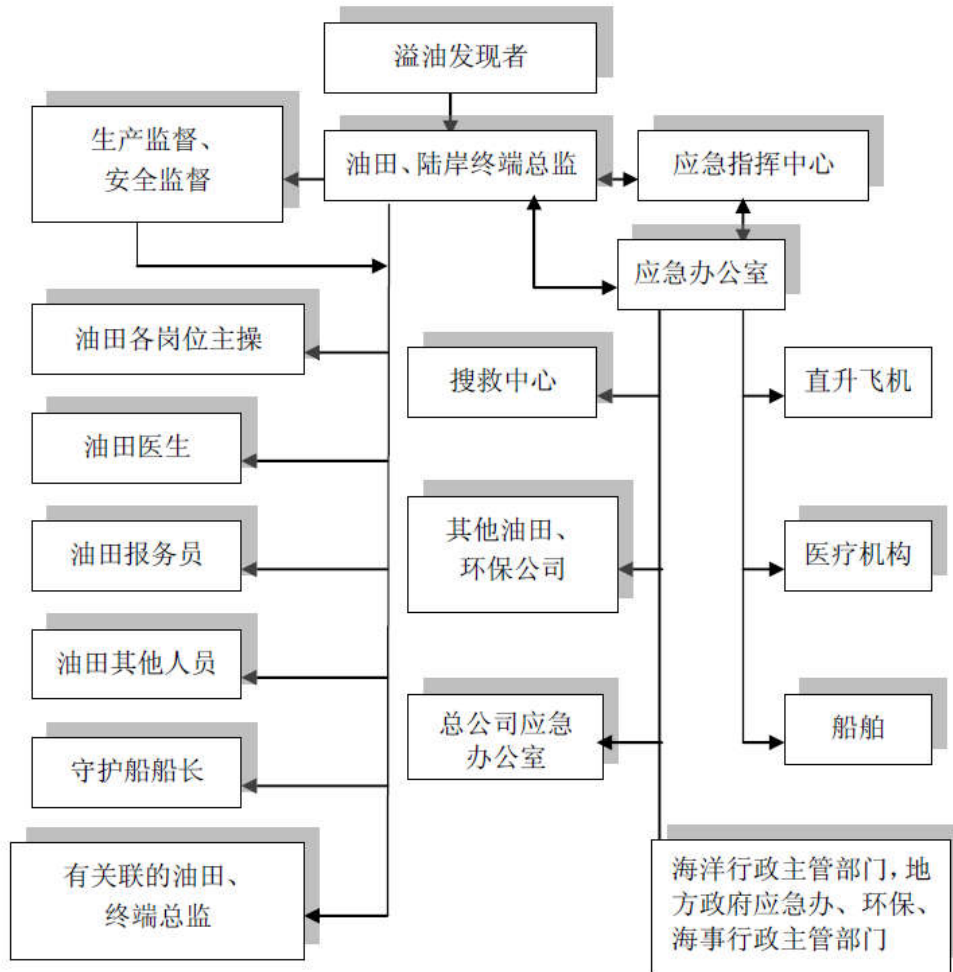 溢油发现者
生产监督、
安全监督
油田、陆岸终端总监
应急指挥中心
应急办公室
油田各岗位主操
搜救中心
直升飞机
油田医生
其他油田、
环保公司
油田报务员
医疗机构
油田其他人员
总公司应急
办公室
船舶
守护船船长
有关联的油田、
终端总监
海洋行政主管部门,地
方政府应急办、环保、
海事行政主管部门